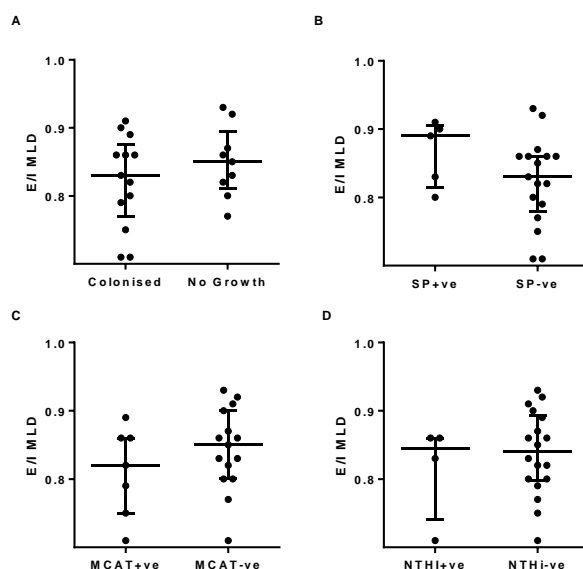 A
B
1.0
0.9
0.8
E/I MLD
Colonised
No Growth
1.0
0.9
0.8
E/I MLD
SP+ve
SP-ve
C
D
1.0
0.9
0.8
E/I MLD
MCAT+ve
MCAT-ve
1.0
0.9
0.8
E/I MLD
NTHI+ve
NTHi-ve